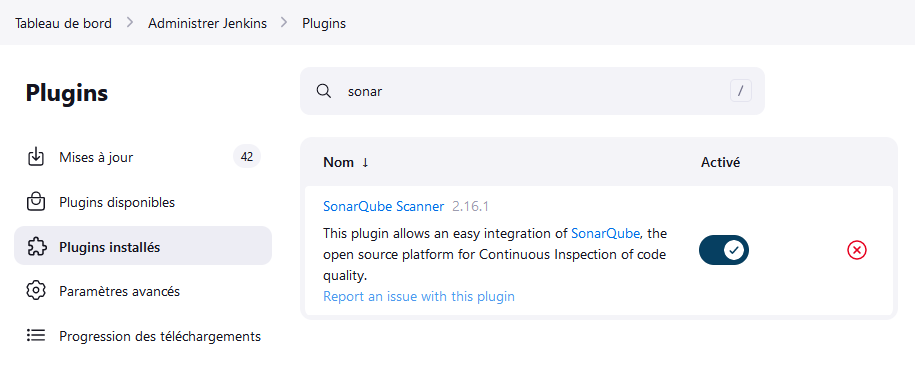 Tableau de bord > Administrer Jenkins > Plugins
Plugins
sonar /
Mises à jour 42
Plugins disponibles
Plugins installés
Paramètres avancés
Progression des téléchargements
Nom ↓ Activé
SonarQube Scanner 2.16.1
This plugin allows an easy integration of SonarQube, the
open source platform for Continuous Inspection of code
quality.
Report an issue with this plugin